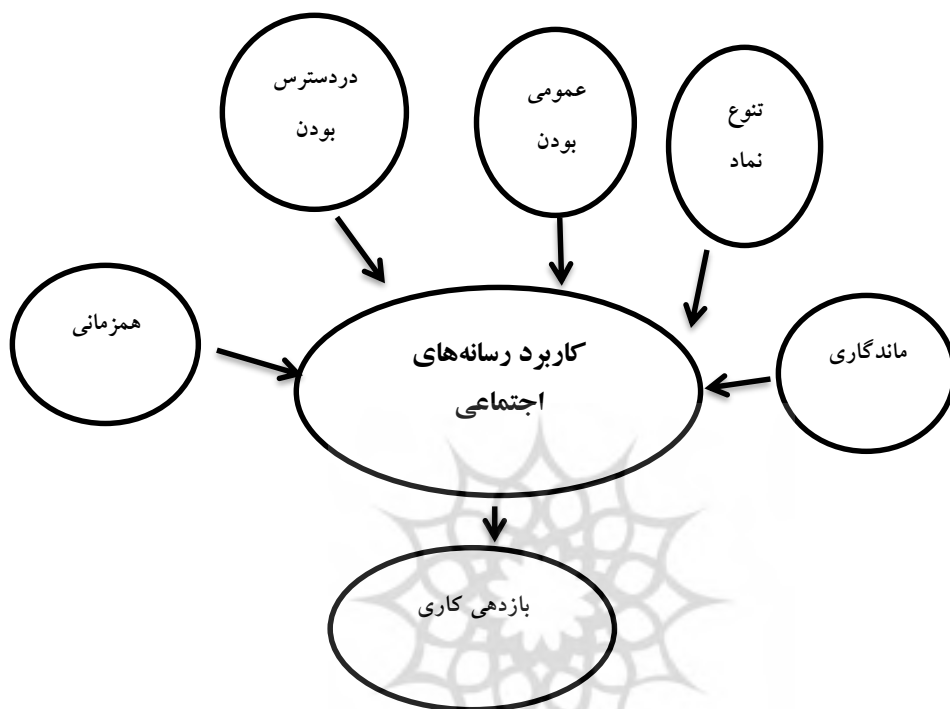 تنوع
نماد
عمومی
بودن
دردسترس
بودن
ماندگاری
همزمانی
کاربرد رسانه‌های
اجتماعی
بازدهی کاری